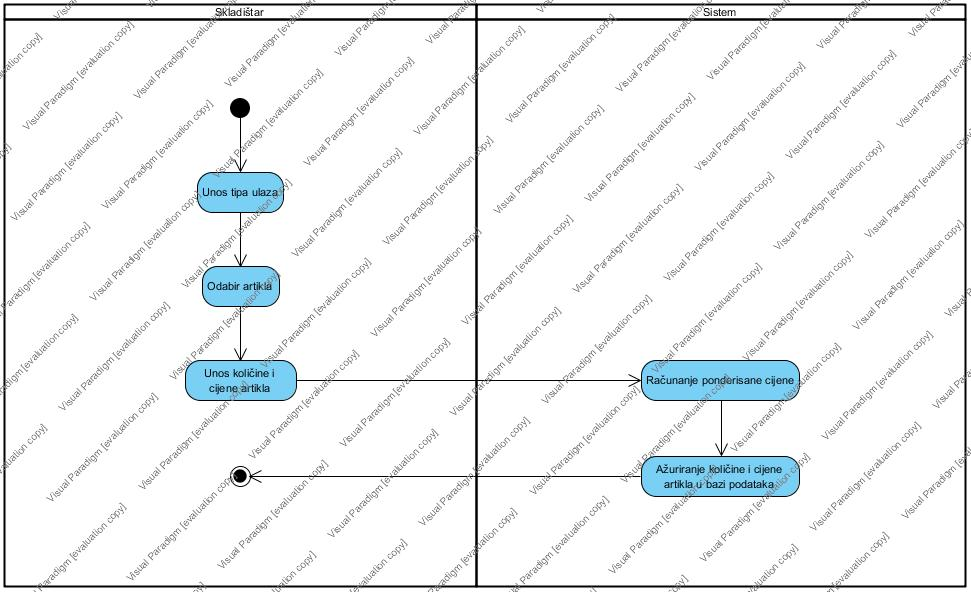 Skladištar
Sistem
Unos tipa ulaza
Odabir artikla
Unos količine i
cijene artikla
Računanje ponderisane cijene
Ažuriranje količine i cijene
artikla u bazi podataka
Visual Paradigm [evaluation copy]